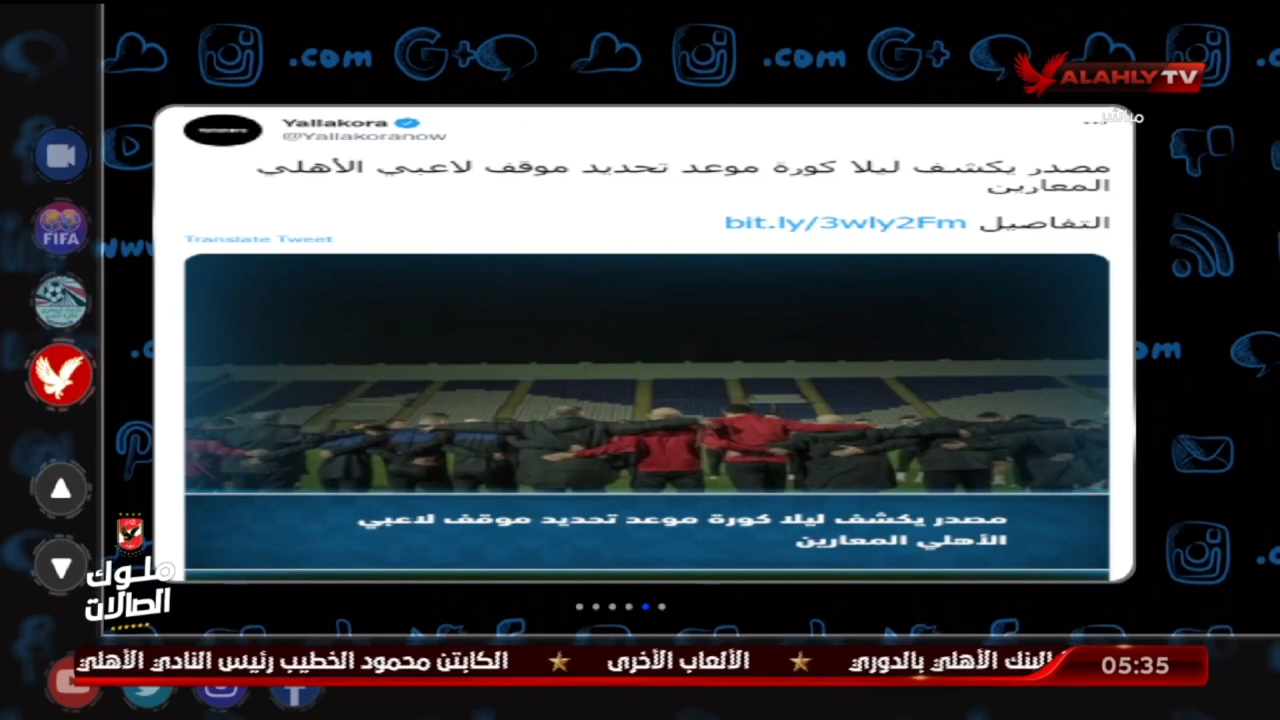 .com
G+
.com
G+
ALAHLY TV
مباشر
Yallakora
@Yallakoranow
مصدر يكشف ليلا كورة موعد تحديد موقف لاعبي الأهلي
المعارين
التفاصيل bit.ly/3wly2Fm
Translate Tweet
FIFA
مصدر يكشف ليلا كورة موعد تحديد موقف لاعبي
الأهلي المعارين
ملوك
الصالات
البنك الأهلي بالدوري ★ الألعاب الأخرى ★ الكابتن محمود الخطيب رئيس النادي الأهلي
05:35